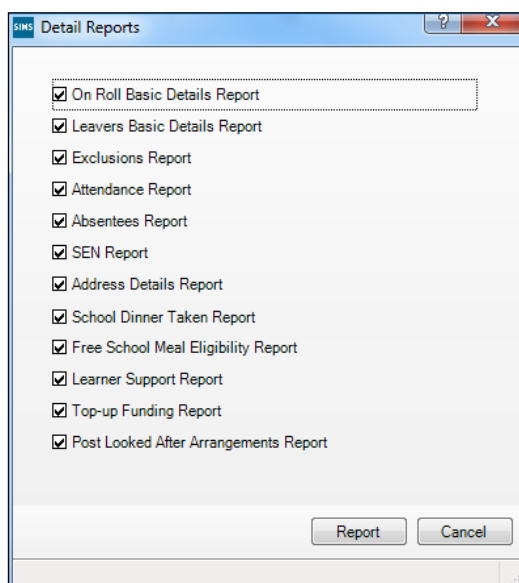 SIMS Detail Reports ? X
On Roll Basic Details Report
Leavers Basic Details Report
Exclusions Report
Attendance Report
Absentees Report
SEN Report
Address Details Report
School Dinner Taken Report
Free School Meal Eligibility Report
Learner Support Report
Top-up Funding Report
Post Looked After Arrangements Report
Report Cancel